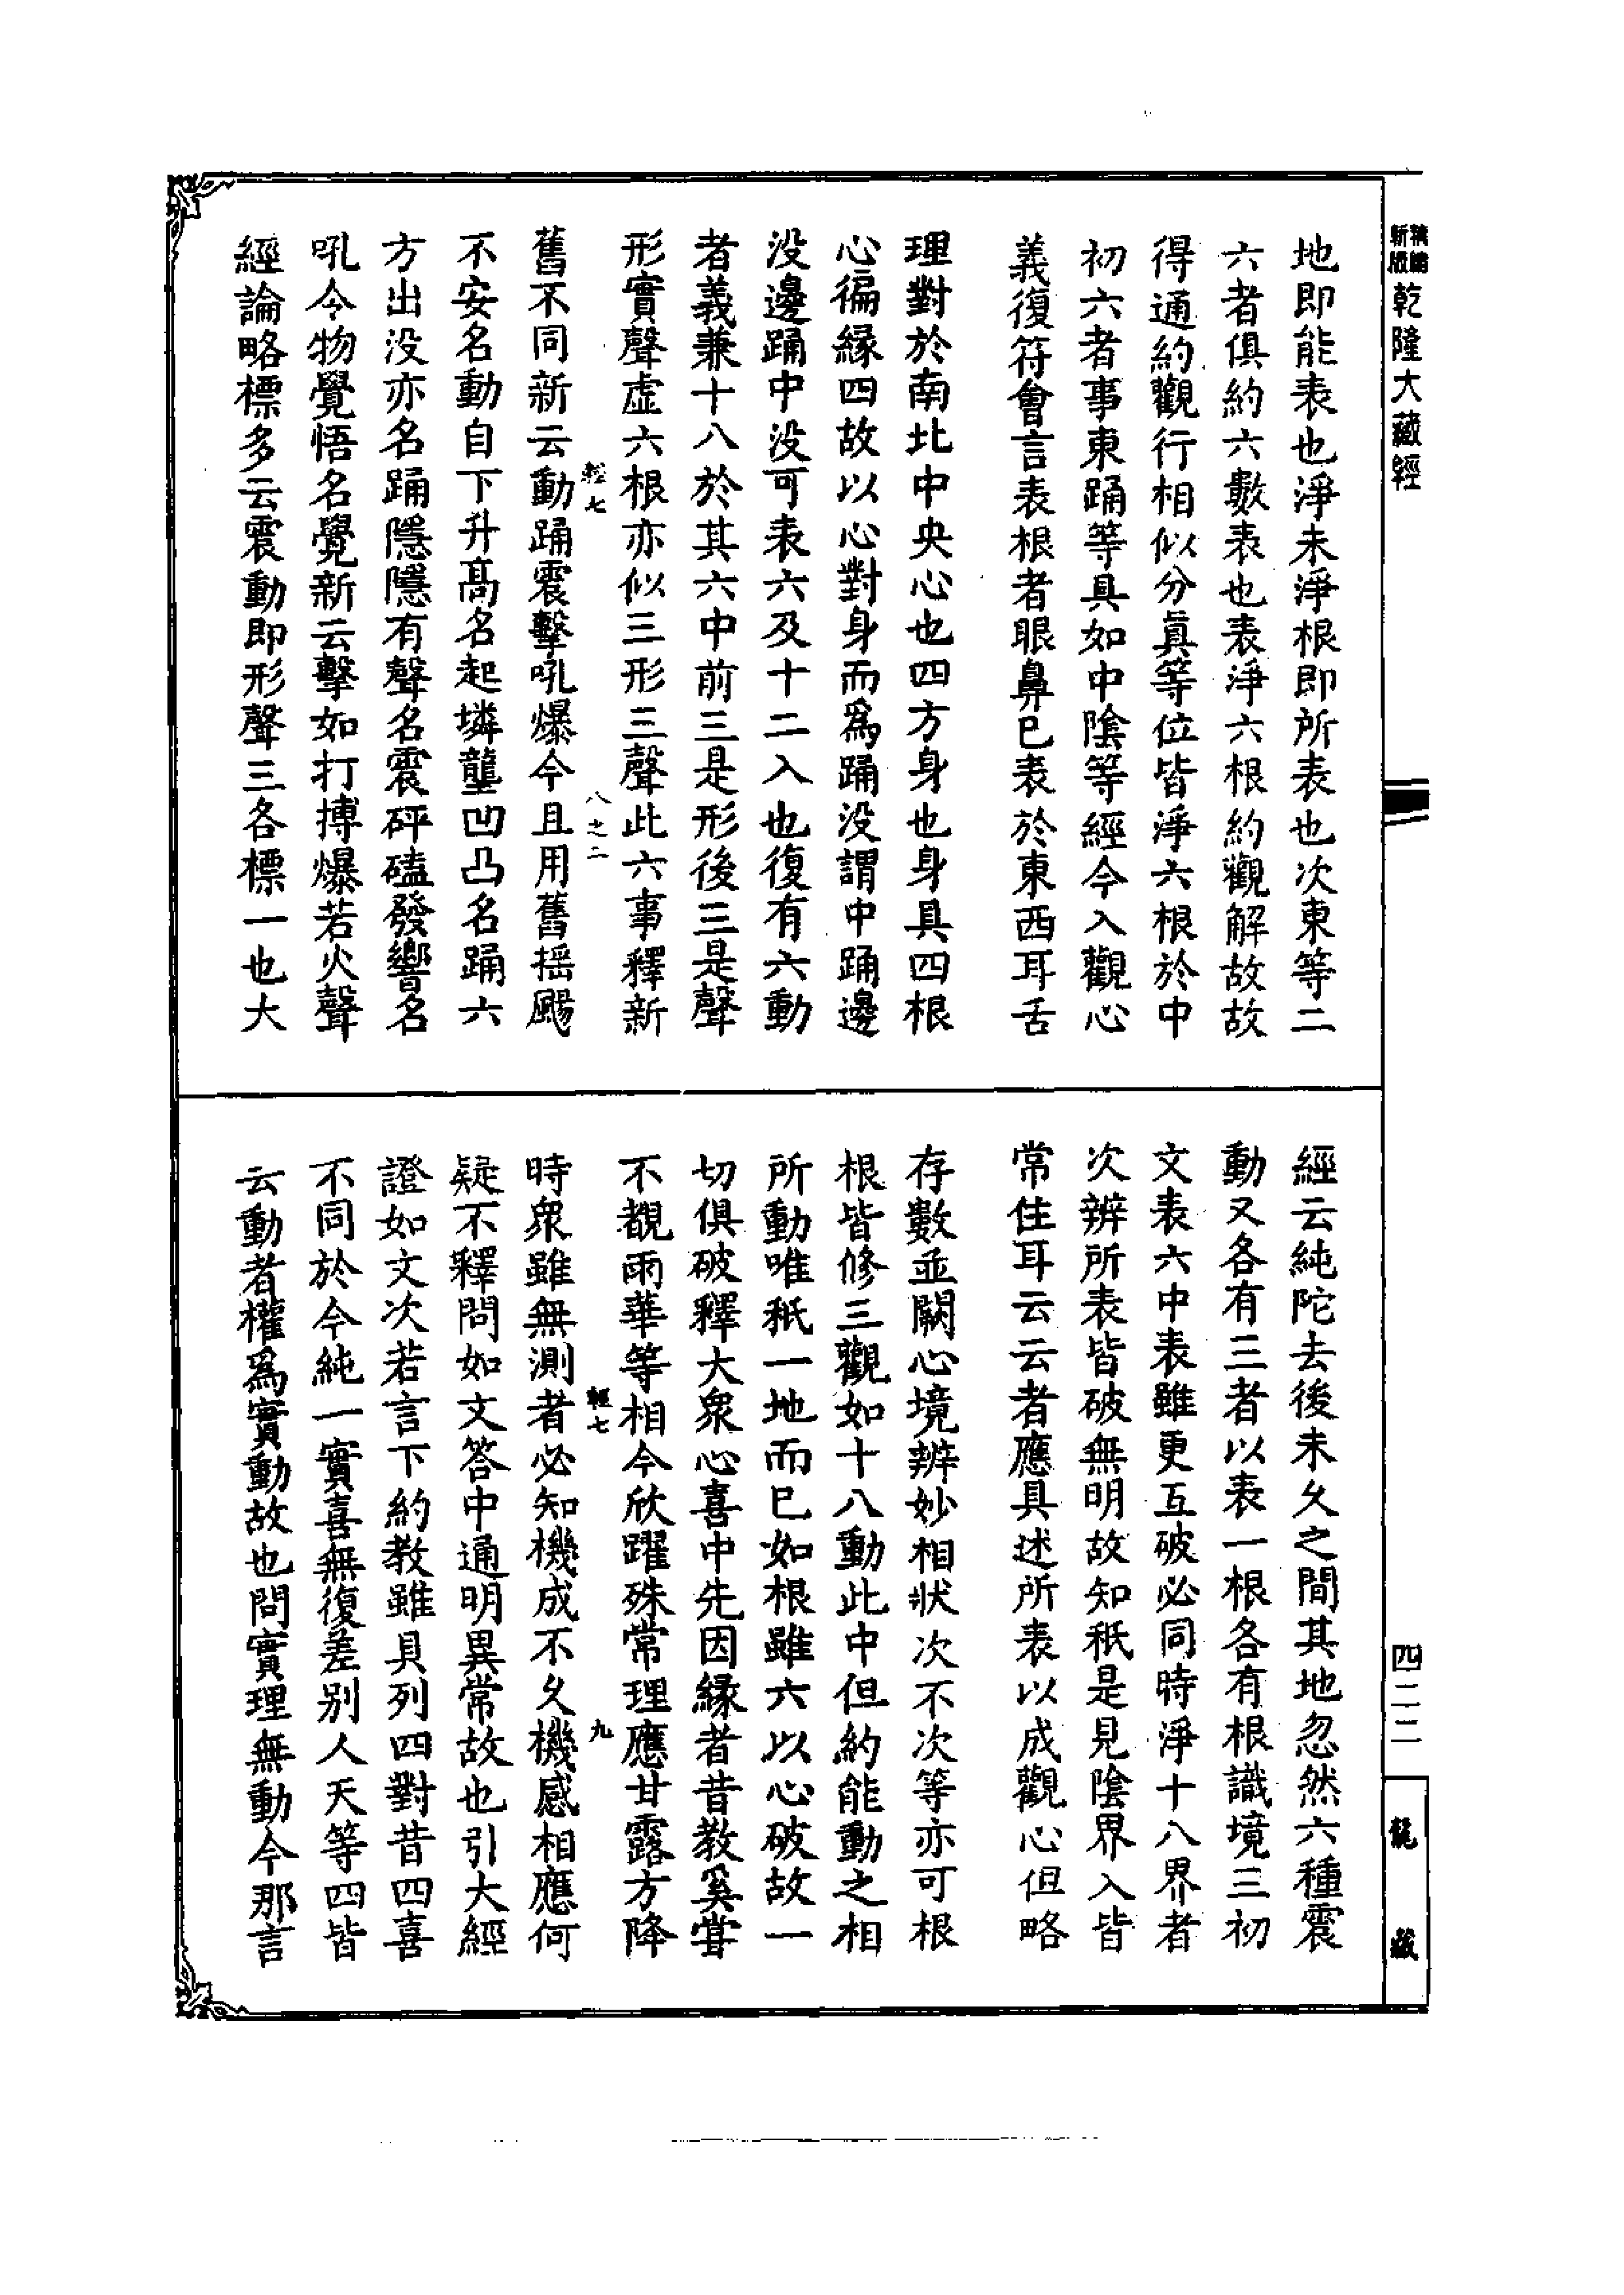 新編縮版乾隆大藏經
地即能表也淨未淨根即所表也次東等二
六者俱約六數表也表淨六根約觀解故故
得通約觀行相似分眞等位皆淨六根於中
初六者事東踊等具如中陰等經今入觀心
義復符會言表根者眼鼻已表於東西耳舌
理對於南北中央心也四方身也身具四根
心徧緣四故以心對身而爲踊没謂中踊邊
没邊踊中没可表六及十二入也復有六動
者義兼十八於其六中前三是形後三是聲
形實聲虚六根亦似三形三聲此六事釋新
輕七
八之二
舊不同新云動踊震擊吼爆今且用舊揺颺
不安名動自下升髙名起墣壟凹凸名踊六
方出没亦名踊隱隱有聲名震砰磕發響名
吼令物覺悟名覺新云擊如打搏爆若火聲
經論略標多云震動即形聲三各標一也大
經云純陀去後未久之間其地忽然六種震
動又各有三者以表一根各有根識境三初
文表六中表雖更互破必同時淨十八界者
次辨所表皆破無明故知秖是見陰界入皆
常住耳云云者應具述所表以成觀心但略
存數並闕心境辨妙相狀次不次等亦可根
根皆修三觀如十八動此中但約能動之相
所動唯秖一地而已如根雖六以心破故一
切俱破釋大衆心喜中先因緣者昔教奚嘗
不覩雨華等相今欣躍殊常理應甘露方降
輕七
九
時衆雖無測者必知機成不久機感相應何
疑不釋問如文答中通明異常故也引大經
證如文次若言下約教雖具列四對昔四喜
不同於今純一實喜無復差别人天等四皆
云動者權爲實動故也問實理無動今那言
四二二
龍藏